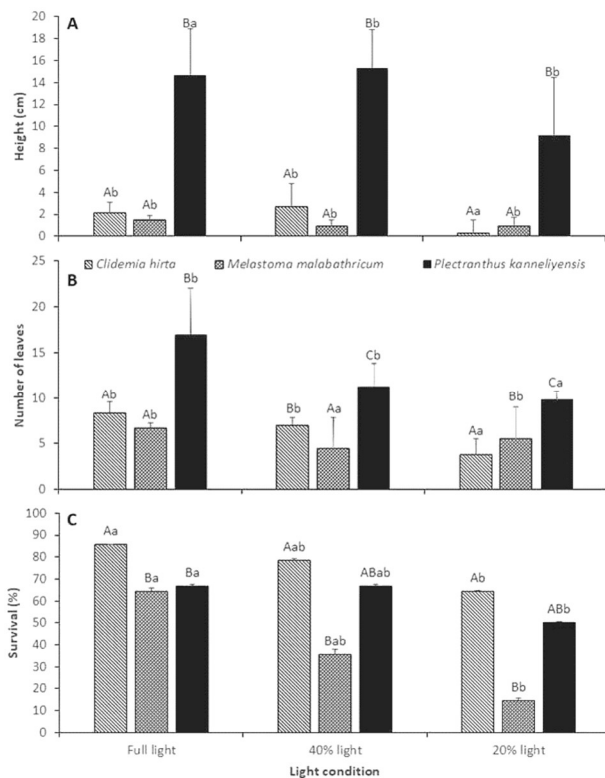 A
20
18
16
14
12
10
8
6
4
2
0
Height (cm)
Ab Ab Ba
Ab Ab Bb
Aa Ab Bb
Clidemia hirta Melastoma malabathricum Plectranthus kanneliyensis
B
25
20
15
10
5
0
Number of leaves
Ab Ab Bb
Bb Aa Cb
Aa Bb Ca
C
100
90
80
70
60
50
40
30
20
10
0
Survival (%)
Aa Ba Ba
Aab Bab ABab
Ab Bb ABb
Full light 40% light 20% light
Light condition